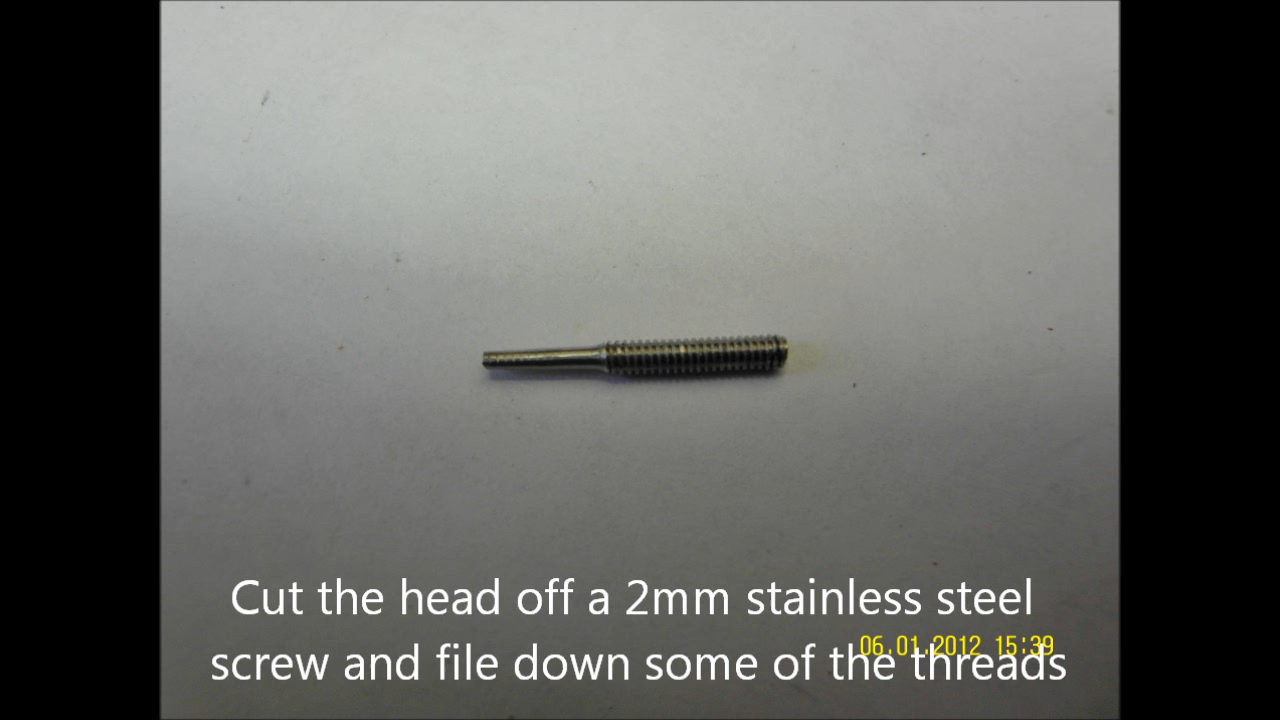 Cut the head off a 2mm stainless steel
06.01.2012 15:39
screw and file down some of the threads